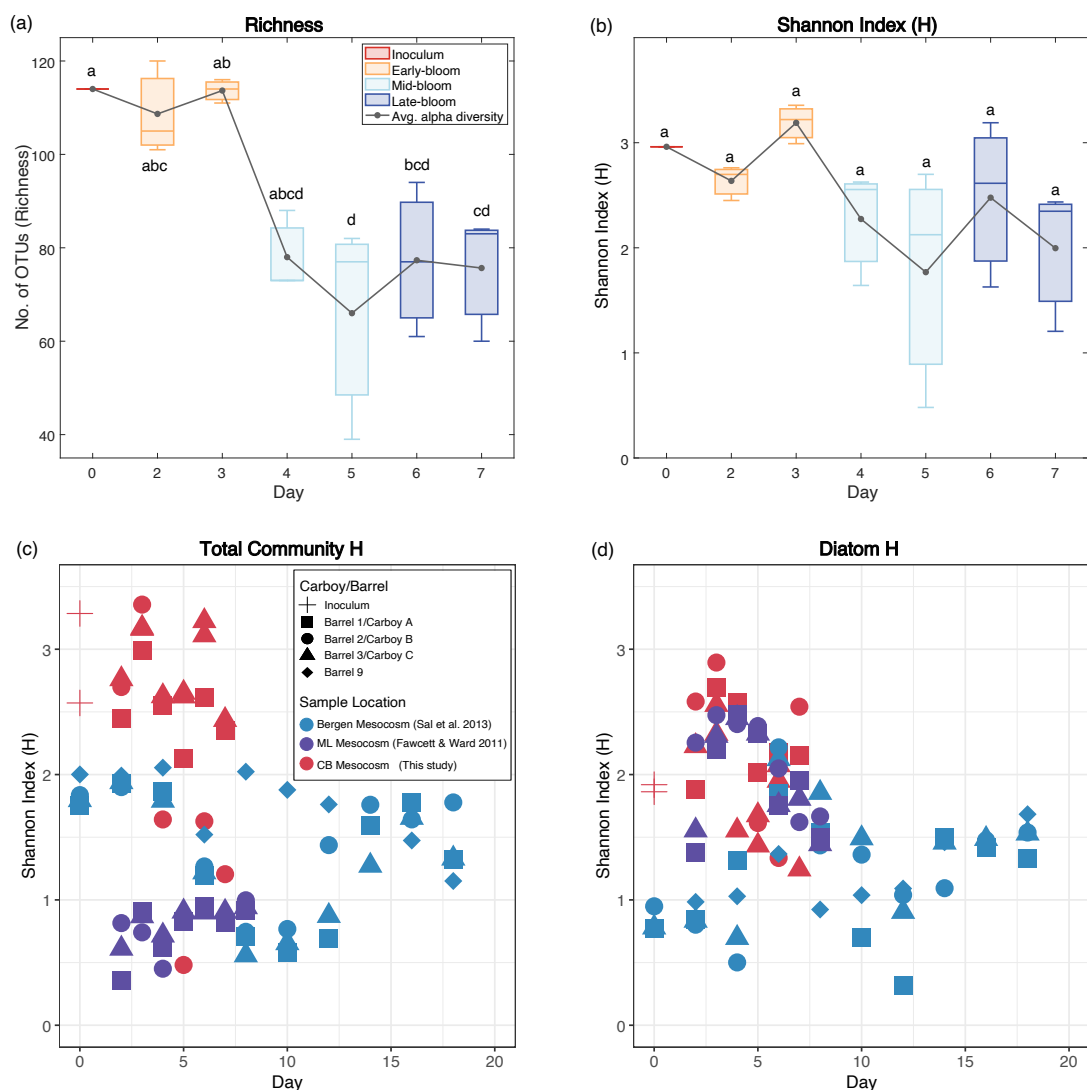 (a)
Richness
Inoculum
Early-bloom
Mid-bloom
Late-bloom
Avg. alpha diversity
a
abc
ab
abcd
d
bcd
cd
120
100
80
60
40
No. of OTUs (Richness)
0 2 3 4 5 6 7
Day
(b)
Shannon Index (H)
a
a
a
a
a
a
a
3
2
1
0
Shannon Index (H)
0 2 3 4 5 6 7
Day
(c)
Total Community H
Carboy/Barrel
Inoculum
Barrel 1/Carboy A
Barrel 2/Carboy B
Barrel 3/Carboy C
Barrel 9
Sample Location
Bergen Mesocosm (Sal et al. 2013)
ML Mesocosm (Fawcett & Ward 2011)
CB Mesocosm (This study)
3
2
1
0
Shannon Index (H)
0 5 10 15 20
Day
(d)
Diatom H
3
2
1
0
Shannon Index (H)
0 5 10 15 20
Day